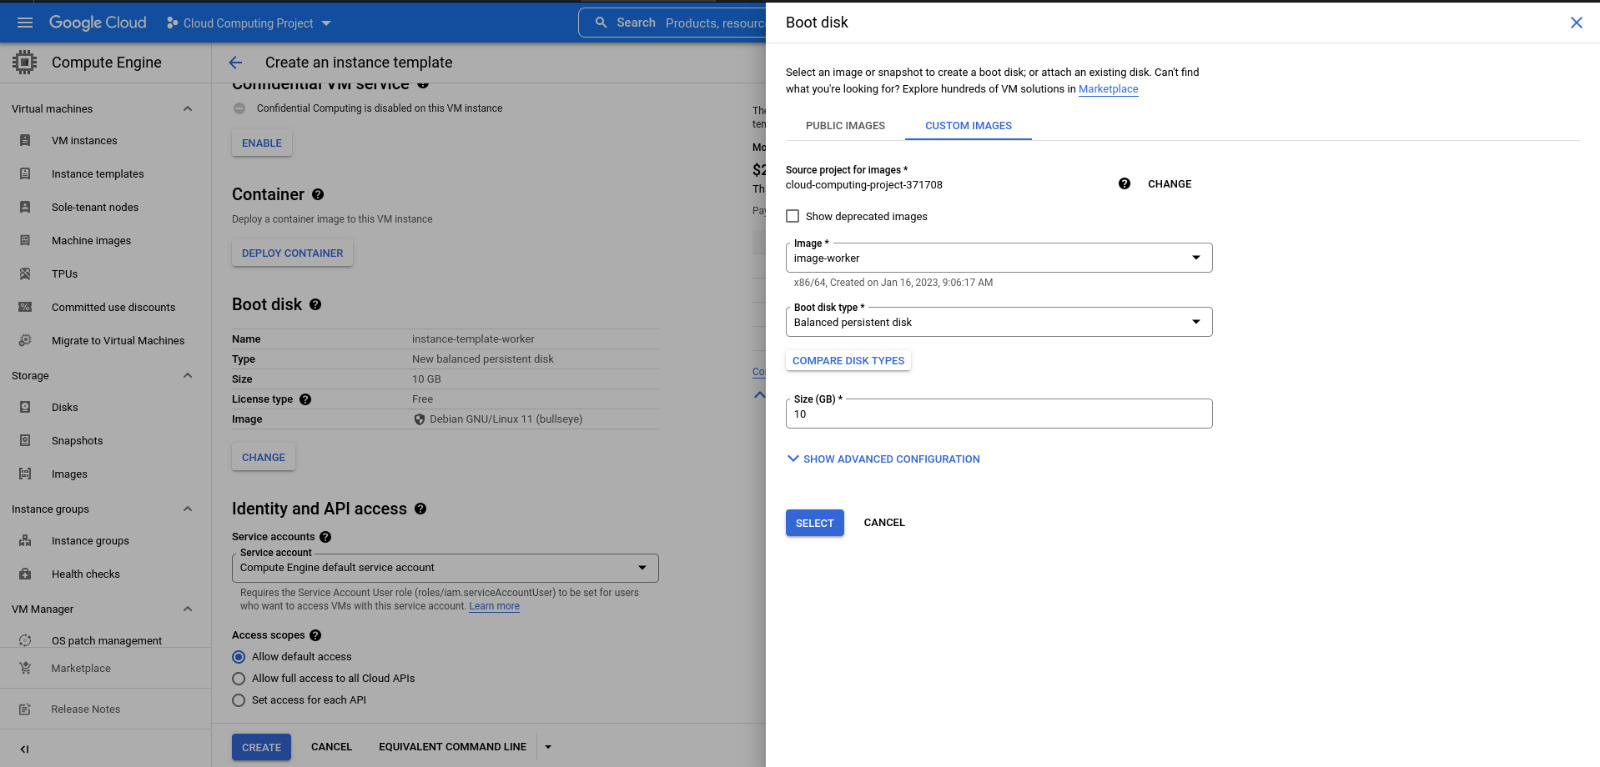 Google Cloud
Cloud Computing Project
Search Products, resourc
Compute Engine
Virtual machines
VM instances
Instance templates
Sole-tenant nodes
Machine images
TPUs
Committed use discounts
Migrate to Virtual Machines
Storage
Disks
Snapshots
Images
Instance groups
Instance groups
Health checks
VM Manager
OS patch management
Marketplace
Release Notes
Create an instance template
Confidential VM service
Confidential Computing is disabled on this VM instance
ENABLE
Container
Deploy a container image to this VM instance
DEPLOY CONTAINER
Boot disk
Name instance-template-worker
Type New balanced persistent disk
Size 10 GB
License type Free
Image Debian GNU/Linux 11 (bullseye)
CHANGE
Identity and API access
Service accounts
Service account
Compute Engine default service account
Requires the Service Account User role (roles/iam.serviceAccountUser) to be set for users
who want to access VMs with this service account. Learn more
Access scopes
Allow default access
Allow full access to all Cloud APIs
Set access for each API
CREATE CANCEL EQUIVALENT COMMAND LINE
The
ten
Mo
$2
Th
Pay
Co
Boot disk
Select an image or snapshot to create a boot disk; or attach an existing disk. Can't find
what you're looking for? Explore hundreds of VM solutions in Marketplace
PUBLIC IMAGES CUSTOM IMAGES
Source project for images *
cloud-computing-project-371708
CHANGE
Show deprecated images
Image *
image-worker
x86/64, Created on Jan 16, 2023, 9:06:17 AM
Boot disk type *
Balanced persistent disk
COMPARE DISK TYPES
Size (GB) *
10
SHOW ADVANCED CONFIGURATION
SELECT CANCEL